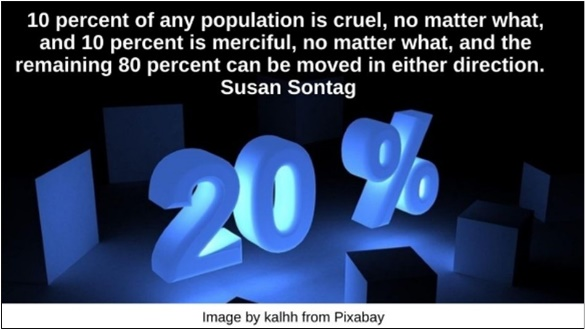 10 percent of any population is cruel, no matter what,
and 10 percent is merciful, no matter what, and the
remaining 80 percent can be moved in either direction.
Susan Sontag
20 %
Image by kalhh from Pixabay